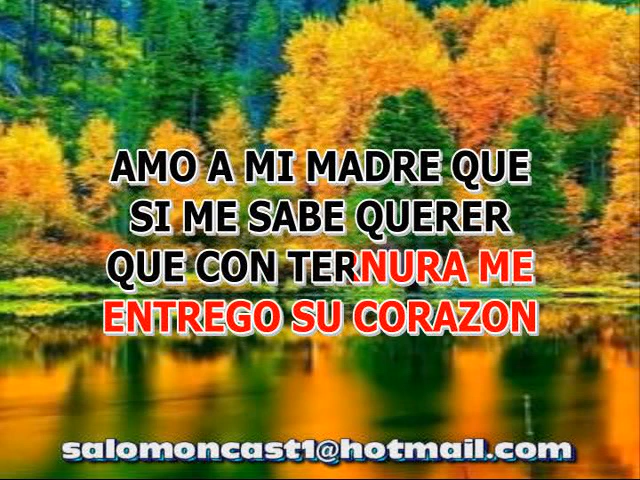 AMO A MI MADRE QUE
SI ME SABE QUERER
QUE CON TERNURA ME
ENTREGO SU CORAZON
salomoncast1@hotmail.com